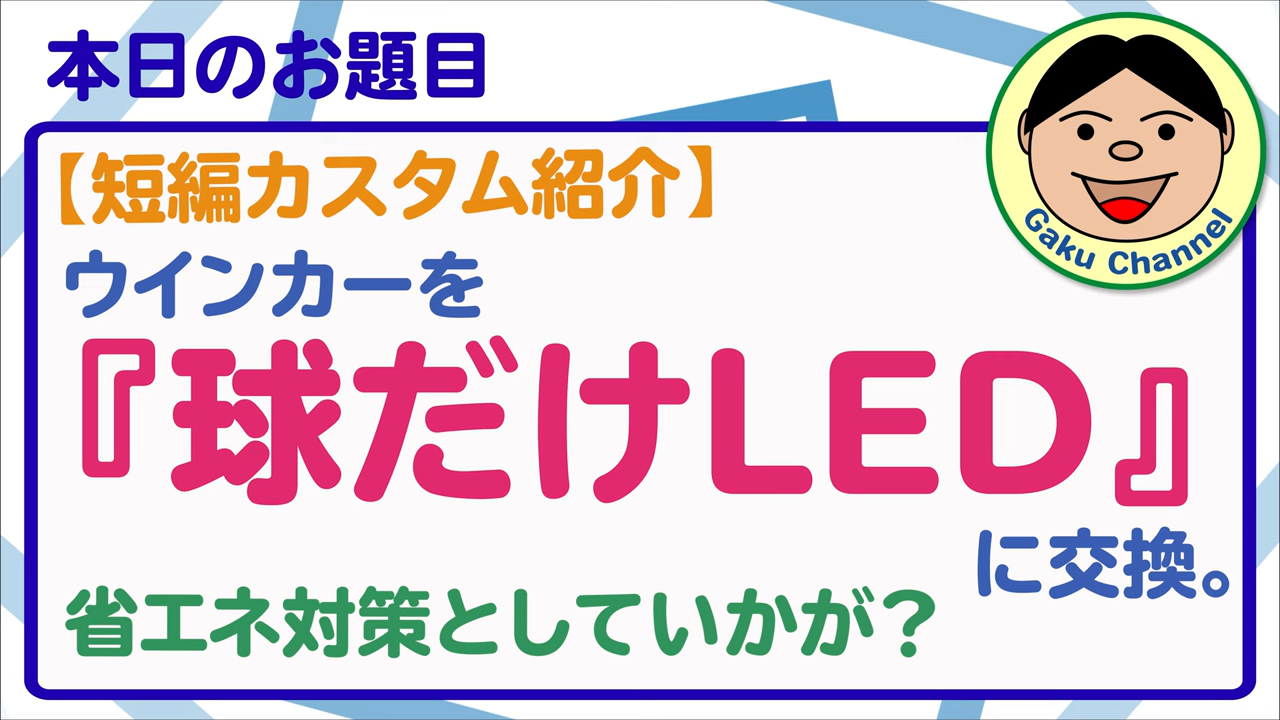 本日のお題目
【短編カスタム紹介】
ウインカーを
『球だけLED』
に交換。
省エネ対策としていかが？
Gaku Channel